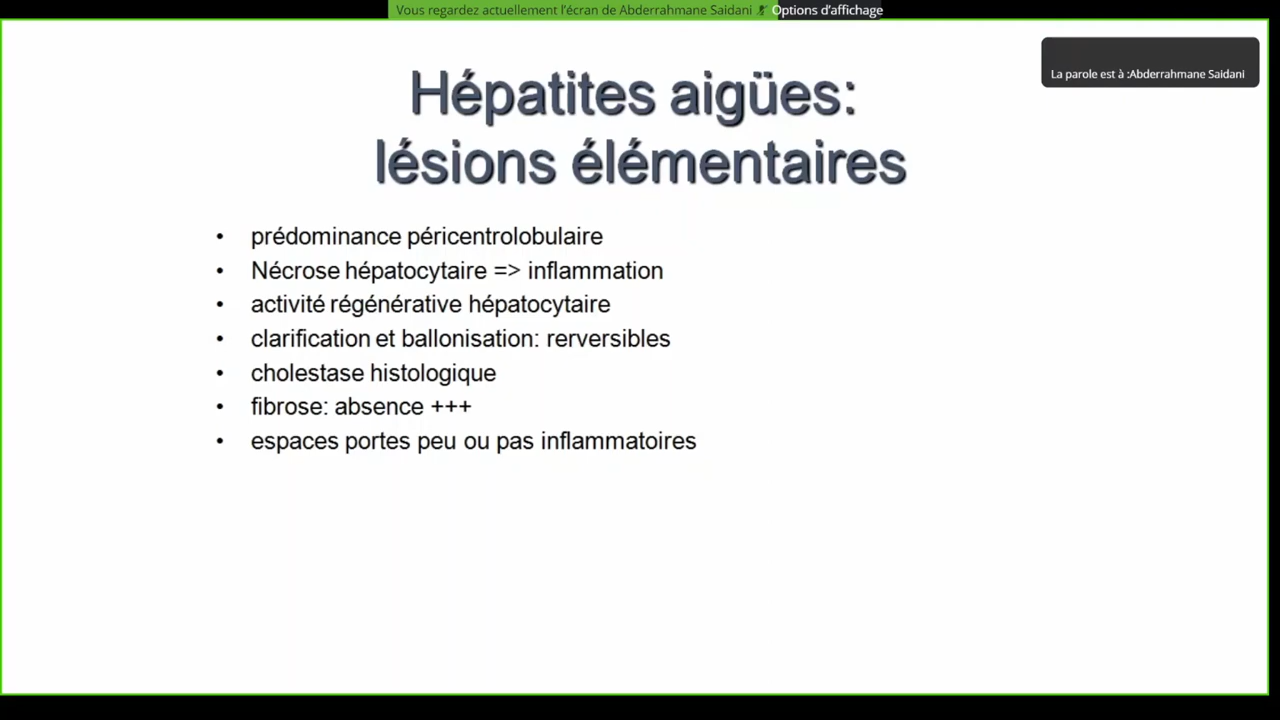 Vous regardez actuellement l'écran de Abderrahmane Saidani Options d'affichage
La parole est à :Abderrahmane Saidani
Hépatites aigües:
lésions élémentaires
• prédominance péricentrolobulaire
• Nécrose hépatocytaire => inflammation
• activité régénérative hépatocytaire
• clarification et ballonisation: rerversibles
• cholestase histologique
• fibrose: absence +++
• espaces portes peu ou pas inflammatoires